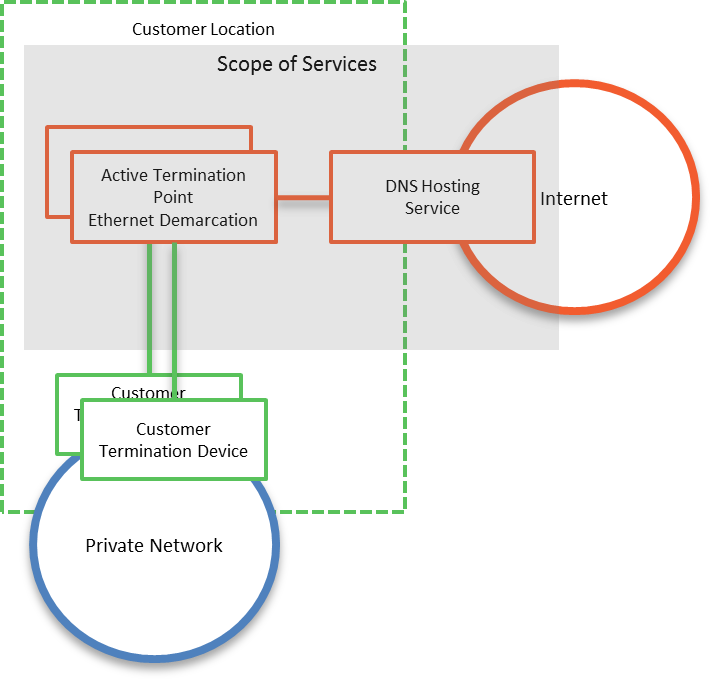 Customer Location
Scope of Services
Active Termination
Point
Ethernet Demarcation
DNS Hosting
Service
Internet
Customer
T
Customer
Termination Device
Private Network